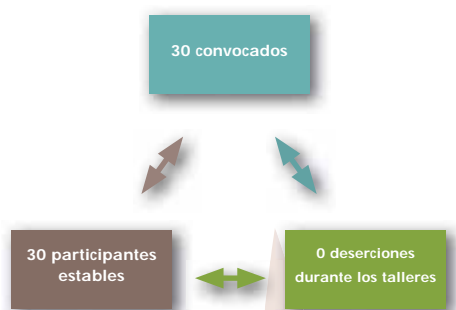 30 convocados
30 participantes
estables
0 deserciones
durante los talleres